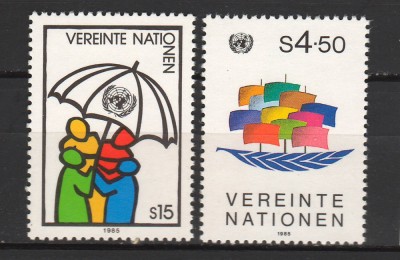 VEREINTE NATIONEN
S15
1985
S4·50
VEREINTE
NATIONEN
1985